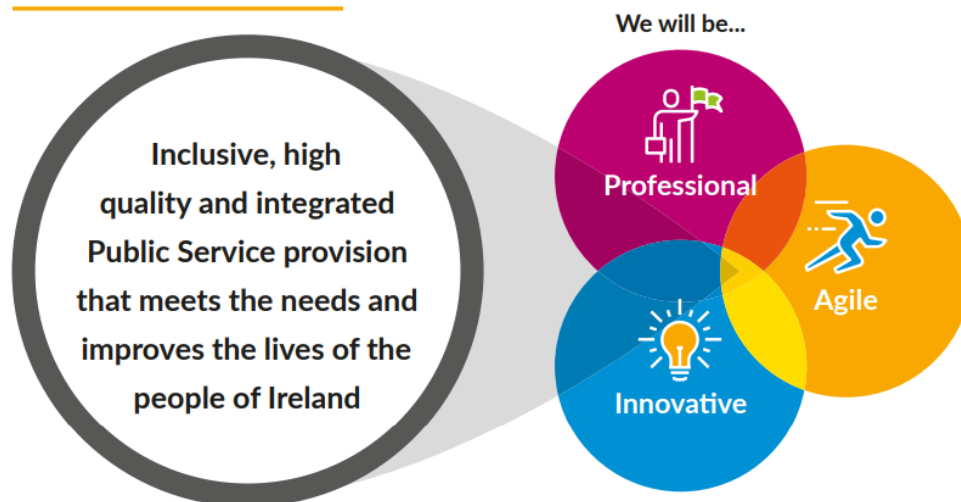 Inclusive, high
quality and integrated
Public Service provision
that meets the needs and
improves the lives of the
people of Ireland
We will be...
Professional
Agile
Innovative